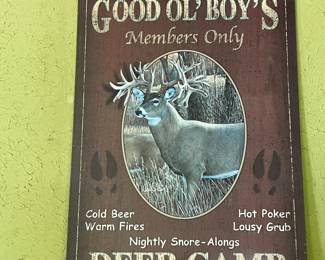 GOOD OL' BOY'S
Members Only
Cold Beer Hot Poker
Warm Fires Lousy Grub
Nightly Snore-Alongs
DEER CAMP